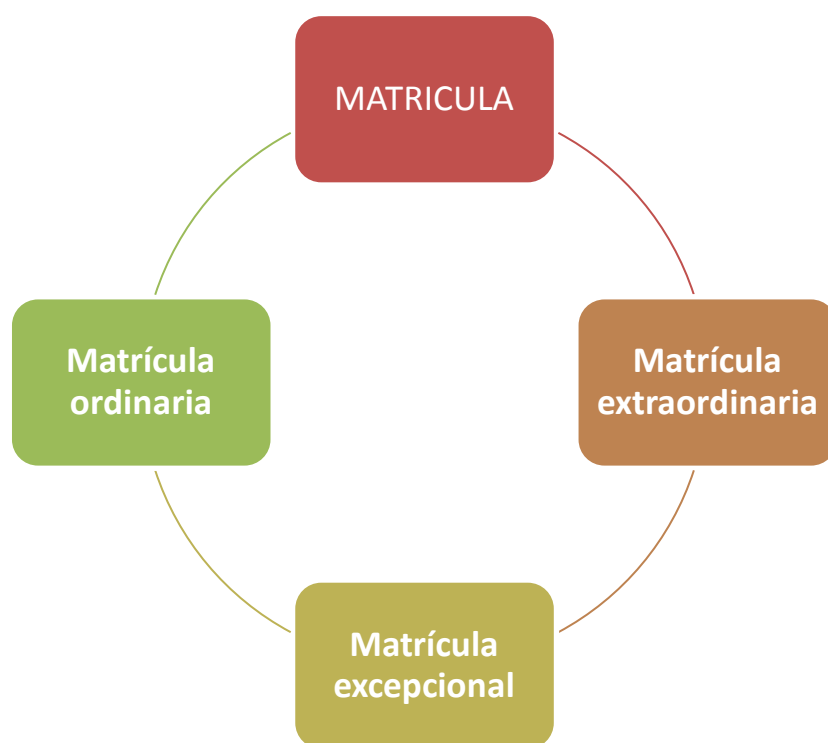 MATRICULA
Matrícula
ordinaria
Matrícula
extraordinaria
Matrícula
excepcional